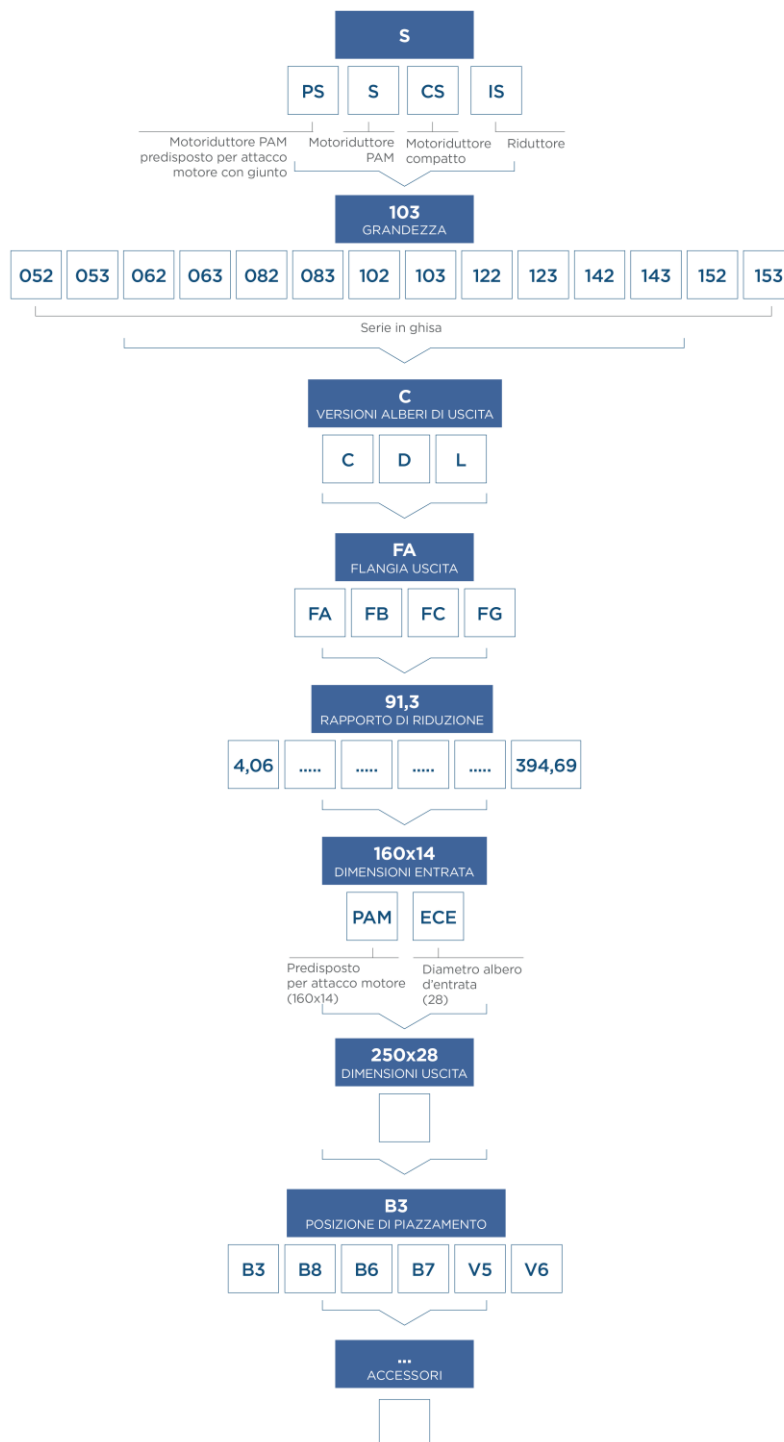 S
PS S CS IS
Motoriduttore PAM
predisposto per attacco
motore con giunto
Motoriduttore
PAM
Motoriduttore
compatto
Riduttore
103
GRANDEZZA
052 053 062 063 082 083 102 103 122 123 142 143 152 153
Serie in ghisa
C
VERSIONI ALBERI DI USCITA
C D L
FA
FLANGIA USCITA
FA FB FC FG
91,3
RAPPORTO DI RIDUZIONE
4,06 ..... ..... ..... ..... 394,69
160x14
DIMENSIONI ENTRATA
PAM ECE
Predisposto
per attacco motore
(160x14)
Diametro albero
d'entrata
(28)
250x28
DIMENSIONI USCITA
B3
POSIZIONE DI PIAZZAMENTO
B3 B8 B6 B7 V5 V6
...
ACCESSORI